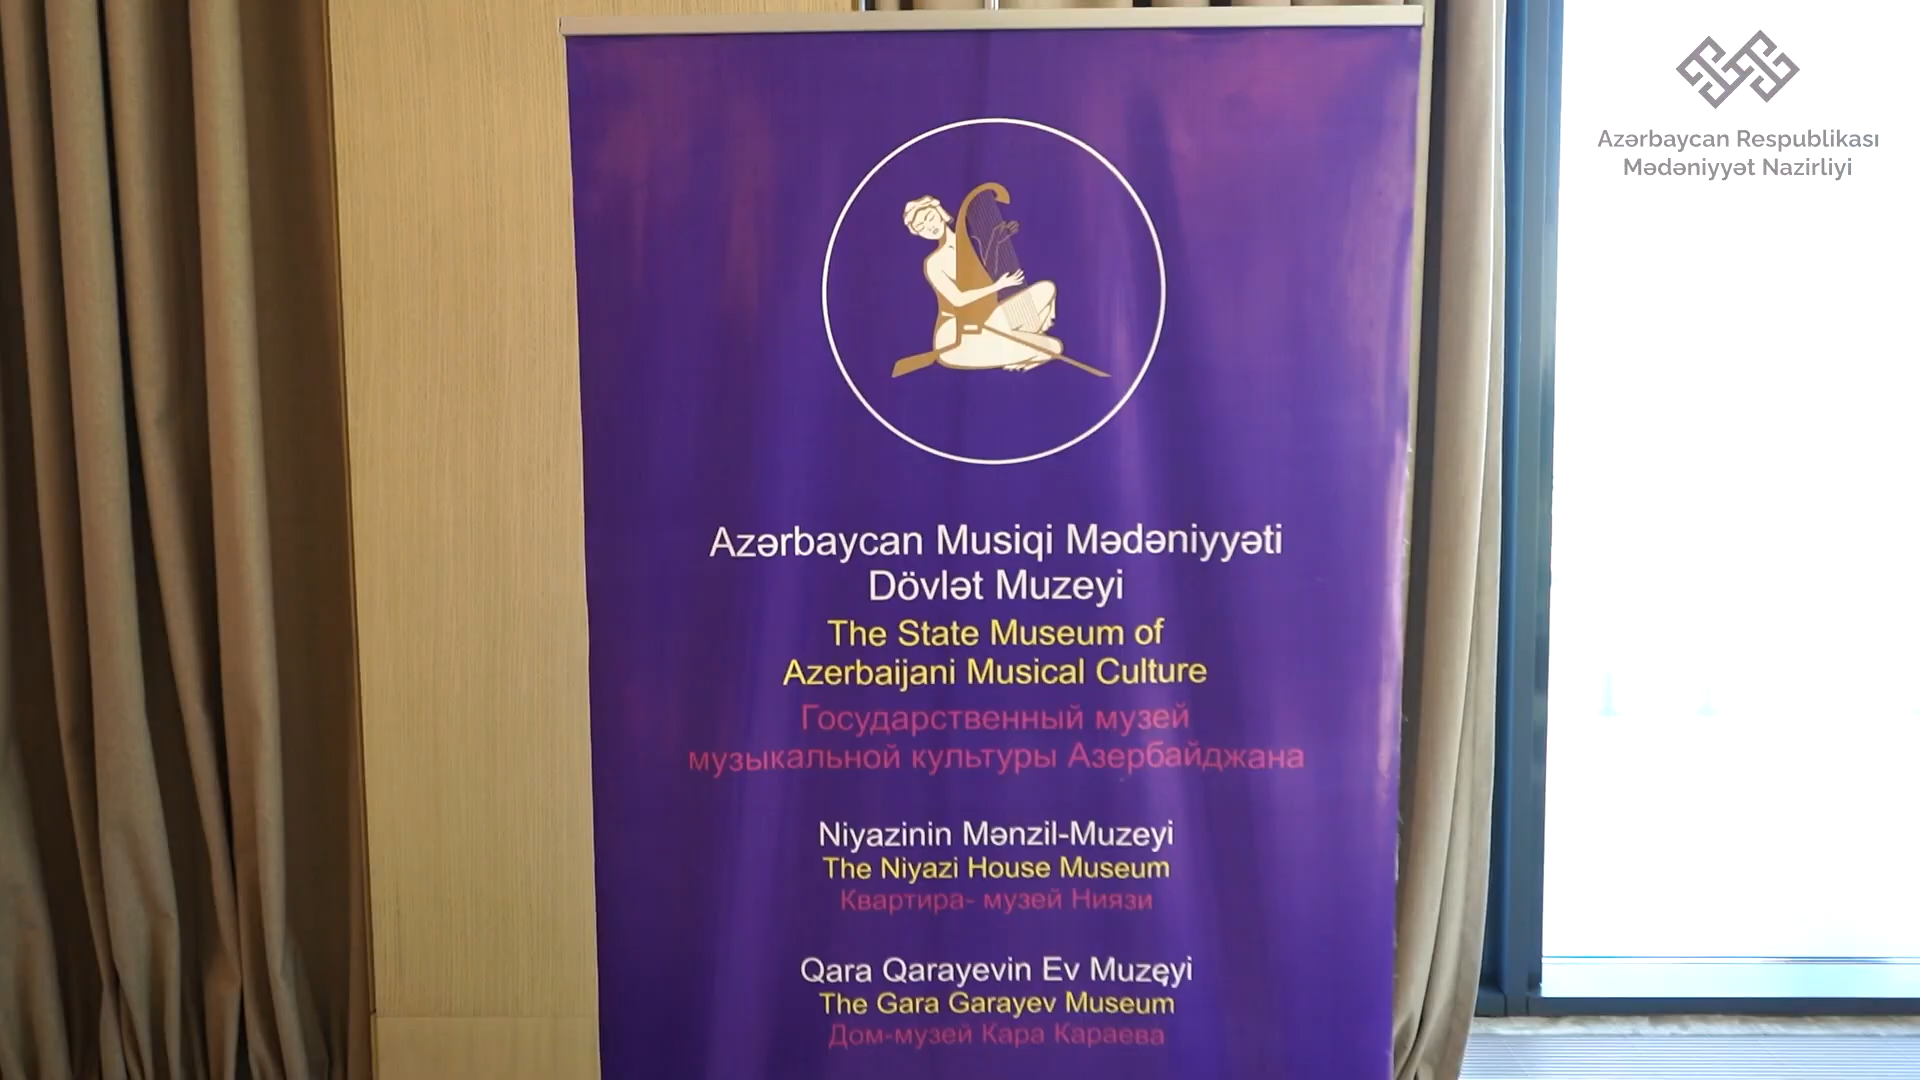 Azərbaycan Respublikası
Mədəniyyət Nazirliyi
Azərbaycan Musiqi Mədəniyyəti
Dövlət Muzeyi
The State Museum of
Azerbaijani Musical Culture
Государственный музей
музыкальной культуры Азербайджана
Niyazinin Mənzil-Muzeyi
The Niyazi House Museum
Квартира- музей Ниязи
Qara Qarayevin Ev Muzeyi
The Gara Garayev Museum
Дом-музей Кара Караева